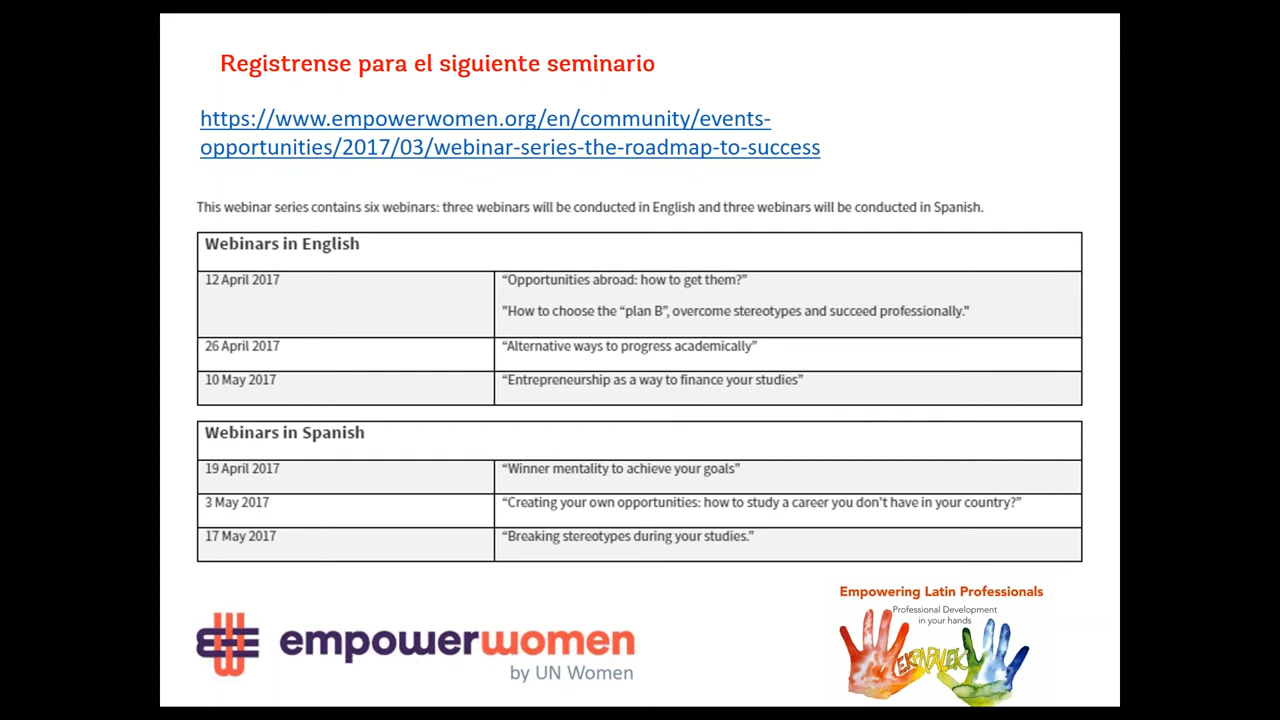 Registrense para el siguiente seminario
https://www.empowerwomen.org/en/community/events-
opportunities/2017/03/webinar-series-the-roadmap-to-success
This webinar series contains six webinars: three webinars will be conducted in English and three webinars will be conducted in Spanish.
Webinars in English
12 April 2017
“Opportunities abroad: how to get them?”
"How to choose the “plan B”, overcome stereotypes and succeed professionally.”
26 April 2017
“Alternative ways to progress academically”
10 May 2017
“Entrepreneurship as a way to finance your studies”
Webinars in Spanish
19 April 2017
“Winner mentality to achieve your goals”
3 May 2017
“Creating your own opportunities: how to study a career you don't have in your country?”
17 May 2017
“Breaking stereotypes during your studies.”
empowerwomen
by UN Women
Empowering Latin Professionals
Professional Development
in your hands